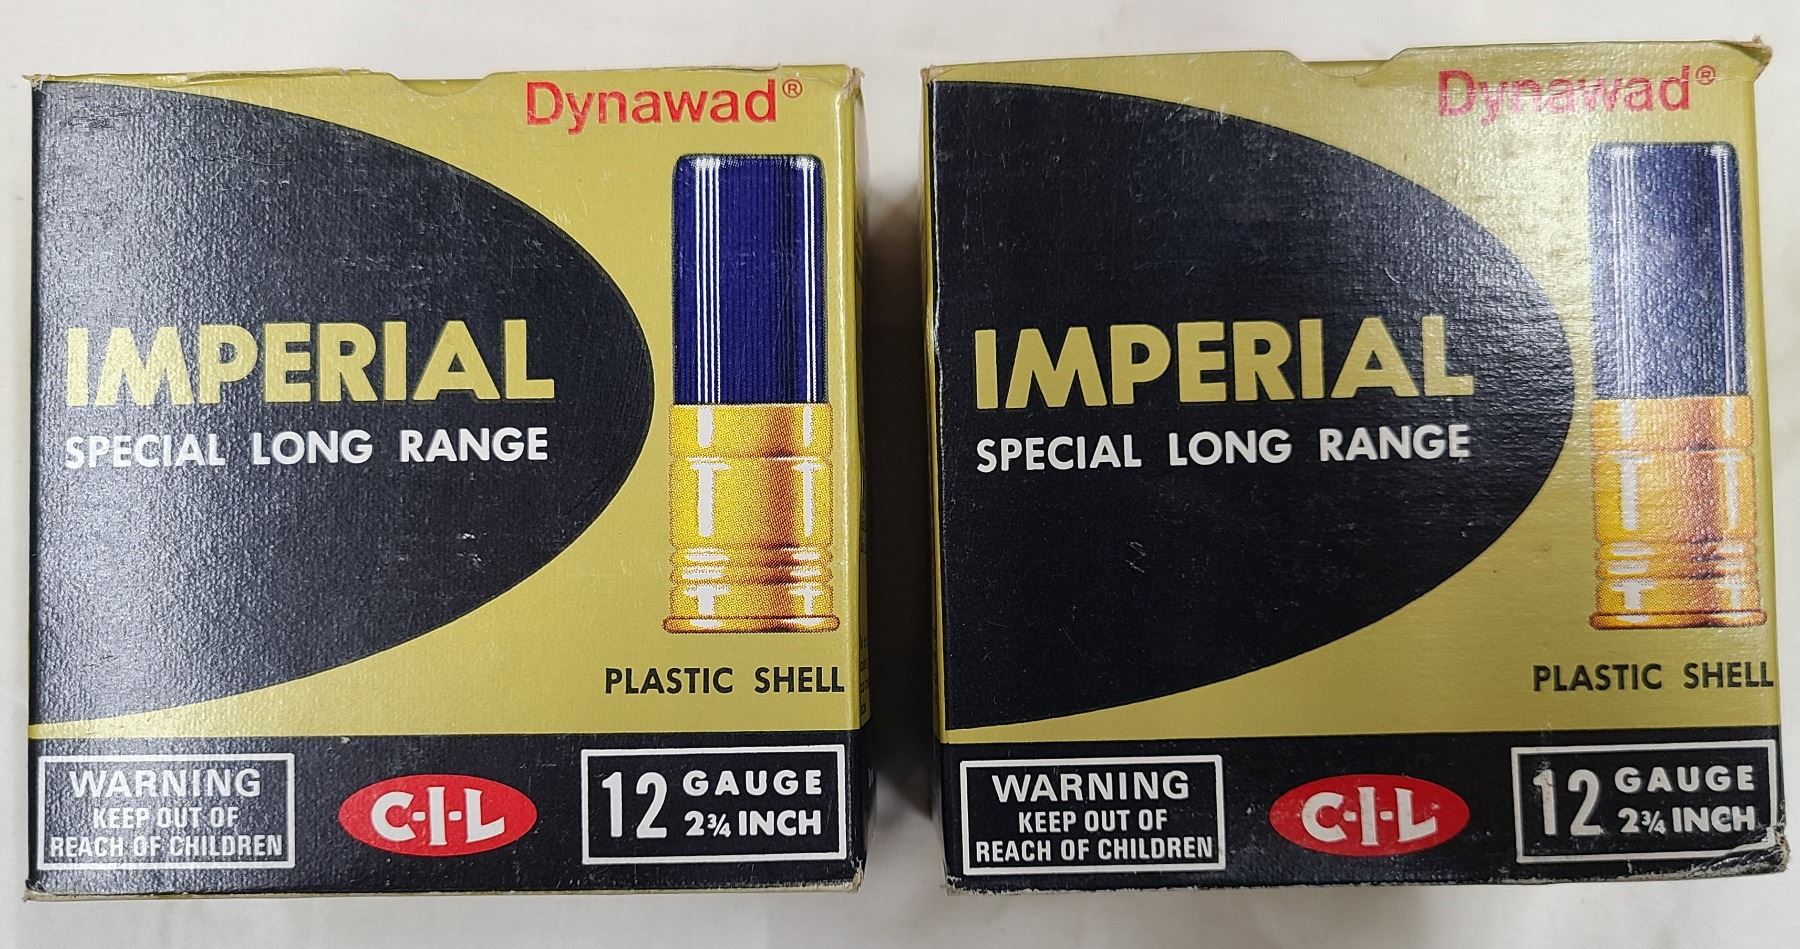 Dynawad®
IMPERIAL
SPECIAL LONG RANGE
PLASTIC SHELL
WARNING
KEEP OUT OF
REACH OF CHILDREN
C-I-L
12 GAUGE
2¾ INCH
Dynawad®
IMPERIAL
SPECIAL LONG RANGE
PLASTIC SHELL
WARNING
KEEP OUT OF
REACH OF CHILDREN
C-I-L
12 GAUGE
2¾ INCH